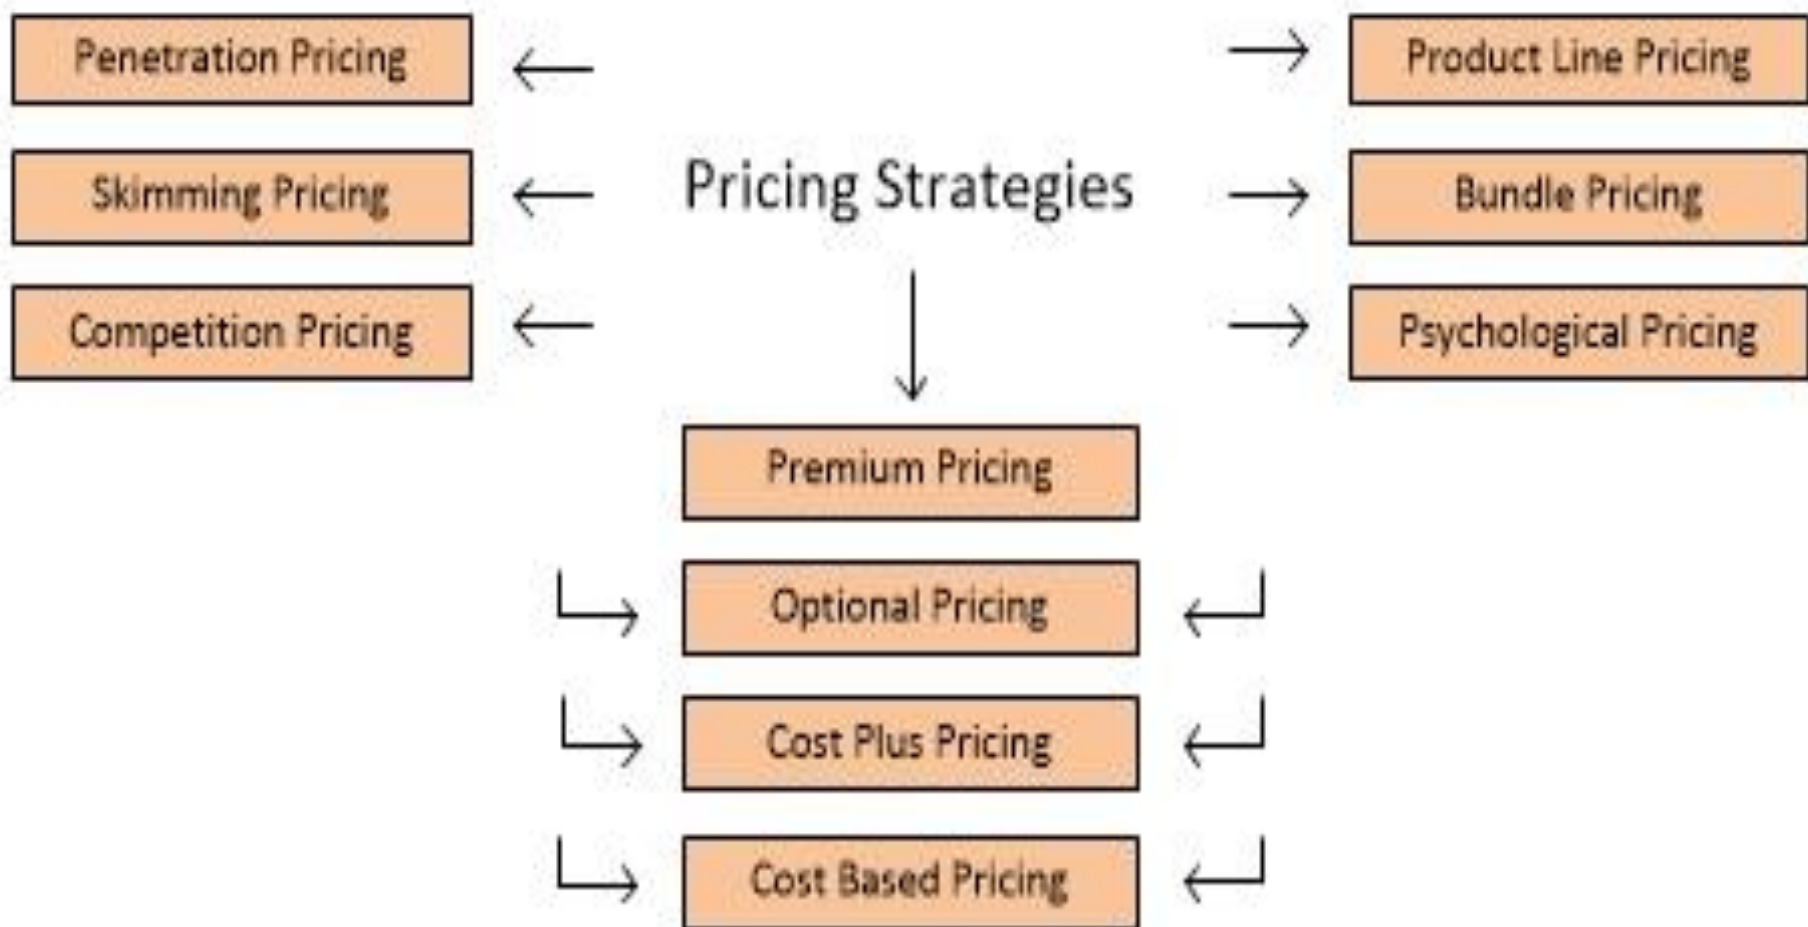 Penetration Pricing
Product Line Pricing
Skimming Pricing
Pricing Strategies
Bundle Pricing
Competition Pricing
Psychological Pricing
Premium Pricing
Optional Pricing
Cost Plus Pricing
Cost Based Pricing